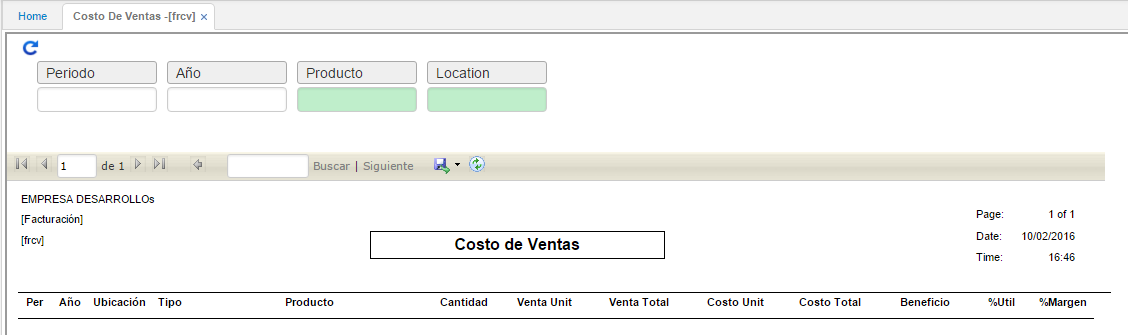 Home Costo De Ventas -[frcv] ×
Periodo Año Producto Location
1 de 1 Buscar | Siguiente
EMPRESA DESARROLLOs
[Facturación]
[frcv]
Costo de Ventas
Page: 1 of 1
Date: 10/02/2016
Time: 16:46
Per Año Ubicación Tipo Producto Cantidad Venta Unit Venta Total Costo Unit Costo Total Beneficio %Util %Margen